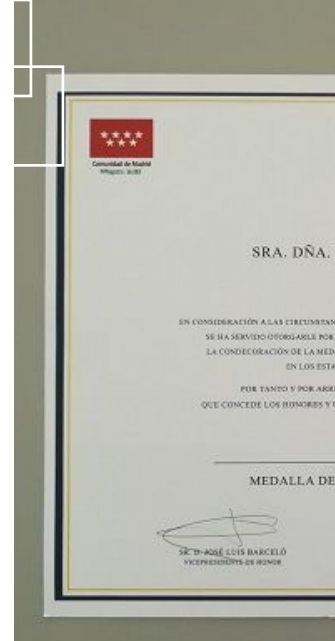 Comunidad de Madrid
SRA. DÑA.
EN CONSIDERACIÓN A LAS CIRCUNSTAN
SE HA SERVIDO OTORGARLE POR
LA CONDECORACIÓN DE LA MED
EN LOS ESTA
POR TANTO Y POR ARR
QUE CONCEDE LOS HONORES Y
MEDALLA DE
SR. D. JOSÉ LUIS BARCELÓ
VICEPRESIDENTE DE HONOR